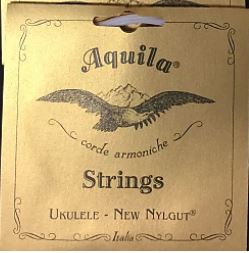 Aquila®
corde armoniche
Strings
UKULELE - NEW NYLGUT®
Italia